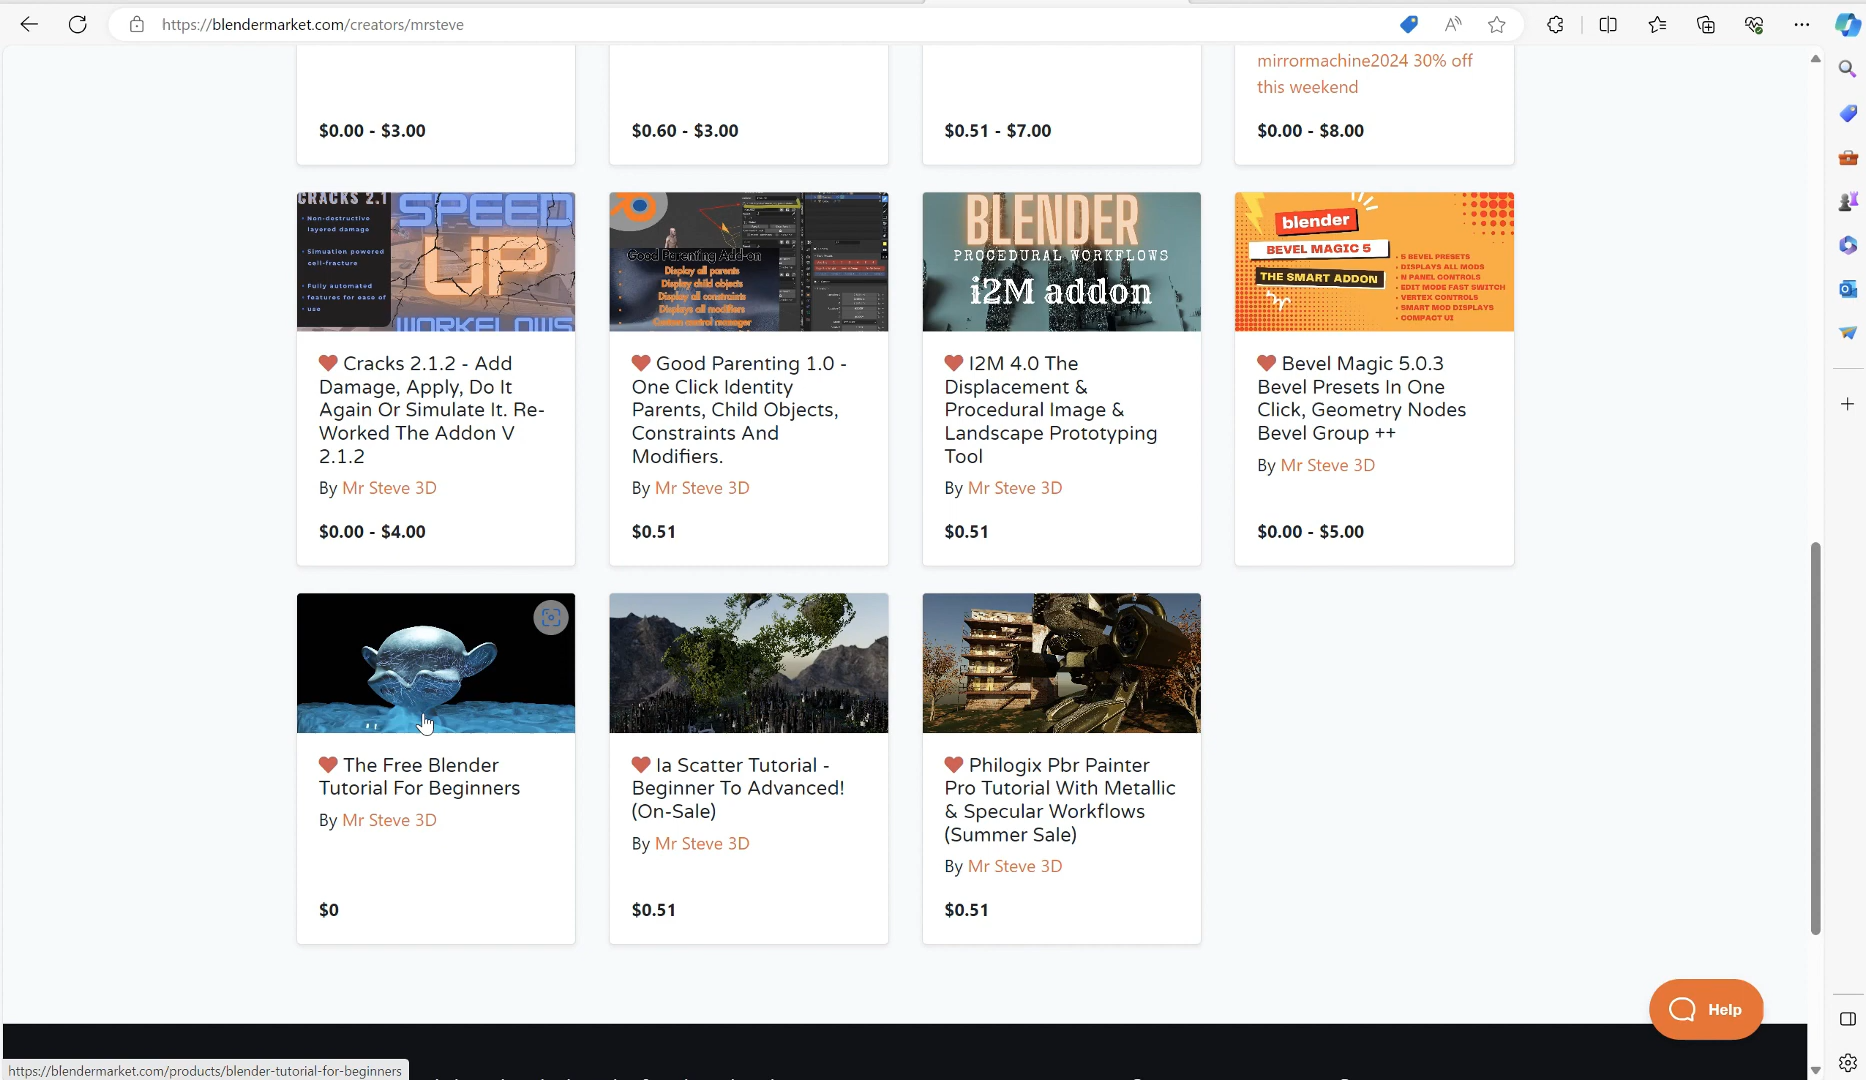 https://blendermarket.com/creators/mrsteve
mirrormachine2024 30% off
this weekend
$0.00 - $3.00
$0.60 - $3.00
$0.51 - $7.00
$0.00 - $8.00
CRACKS 2.1
Non-destructive
layered damage
Simuation powered
cell-fracture
Fully automated
features for ease of
use
SPEED
UP
WORKFLOWS
Good Parenting Add-on
Display all parents
Display child objects
Display all constraints
Displays all modifiers
Custom control manager
BLENDER
PROCEDURAL WORKFLOWS
i2M addon
blender
BEVEL MAGIC 5
THE SMART ADDON
5 BEVEL PRESETS
DISPLAYS ALL MODS
N PANEL CONTROLS
EDIT MODE FAST SWITCH
VERTEX CONTROLS
SMART MOD DISPLAYS
COMPACT UI
Cracks 2.1.2 - Add
Damage, Apply, Do It
Again Or Simulate It. Re-
Worked The Addon V
2.1.2
By Mr Steve 3D
$0.00 - $4.00
Good Parenting 1.0 -
One Click Identity
Parents, Child Objects,
Constraints And
Modifiers.
By Mr Steve 3D
$0.51
I2M 4.0 The
Displacement &
Procedural Image &
Landscape Prototyping
Tool
By Mr Steve 3D
$0.51
Bevel Magic 5.0.3
Bevel Presets In One
Click, Geometry Nodes
Bevel Group ++
By Mr Steve 3D
$0.00 - $5.00
The Free Blender
Tutorial For Beginners
By Mr Steve 3D
$0
Ia Scatter Tutorial -
Beginner To Advanced!
(On-Sale)
By Mr Steve 3D
$0.51
Philogix Pbr Painter
Pro Tutorial With Metallic
& Specular Workflows
(Summer Sale)
By Mr Steve 3D
$0.51
Help
https://blendermarket.com/products/blender-tutorial-for-beginners